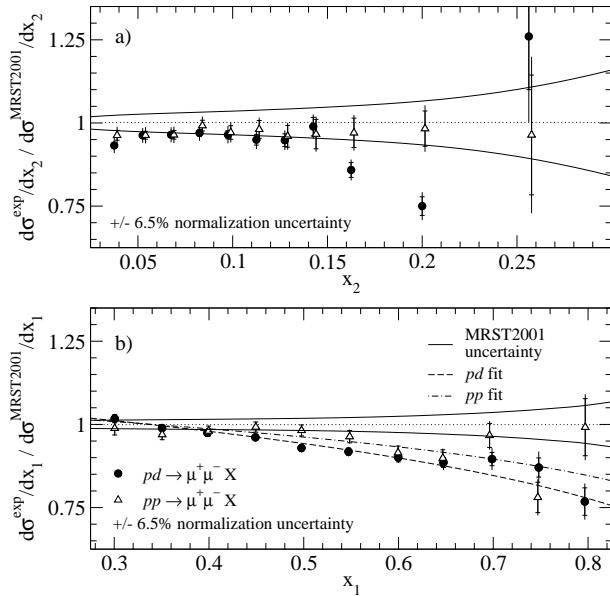 a)
dσ^exp/dx_2 / dσ^MRST2001/dx_2
1.25
1
0.75
+/- 6.5% normalization uncertainty
0.05 0.1 0.15 0.2 0.25
x_2
b)
dσ^exp/dx_1 / dσ^MRST2001/dx_1
1.25
1
0.75
MRST2001
uncertainty
pd fit
pp fit
pd → μ⁺μ⁻ X
pp → μ⁺μ⁻ X
+/- 6.5% normalization uncertainty
0.3 0.4 0.5 0.6 0.7 0.8
x_1